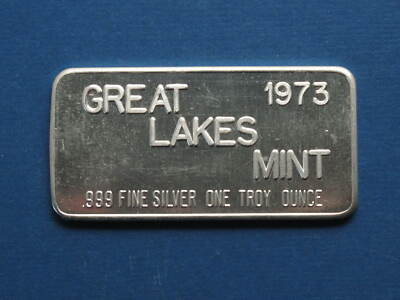 GREAT 1973
LAKES
MINT
.999 FINE SILVER ONE TROY OUNCE